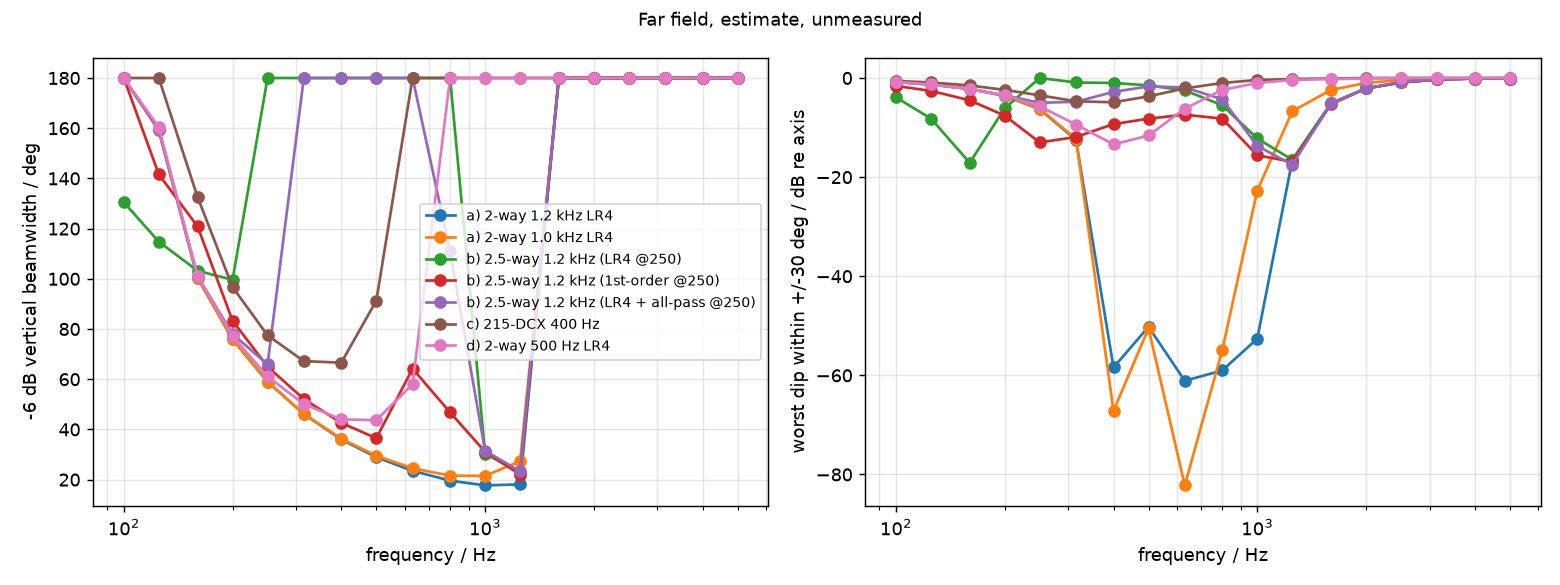 Far field, estimate, unmeasured
-6 dB vertical beamwidth / deg
180
160
140
120
100
80
60
40
20
10²
10³
frequency / Hz
a) 2-way 1.2 kHz LR4
a) 2-way 1.0 kHz LR4
b) 2.5-way 1.2 kHz (LR4 @250)
b) 2.5-way 1.2 kHz (1st-order @250)
b) 2.5-way 1.2 kHz (LR4 + all-pass @250)
c) 215-DCX 400 Hz
d) 2-way 500 Hz LR4
worst dip within +/-30 deg / dB re axis
0
−20
−40
−60
−80
10²
10³
frequency / Hz